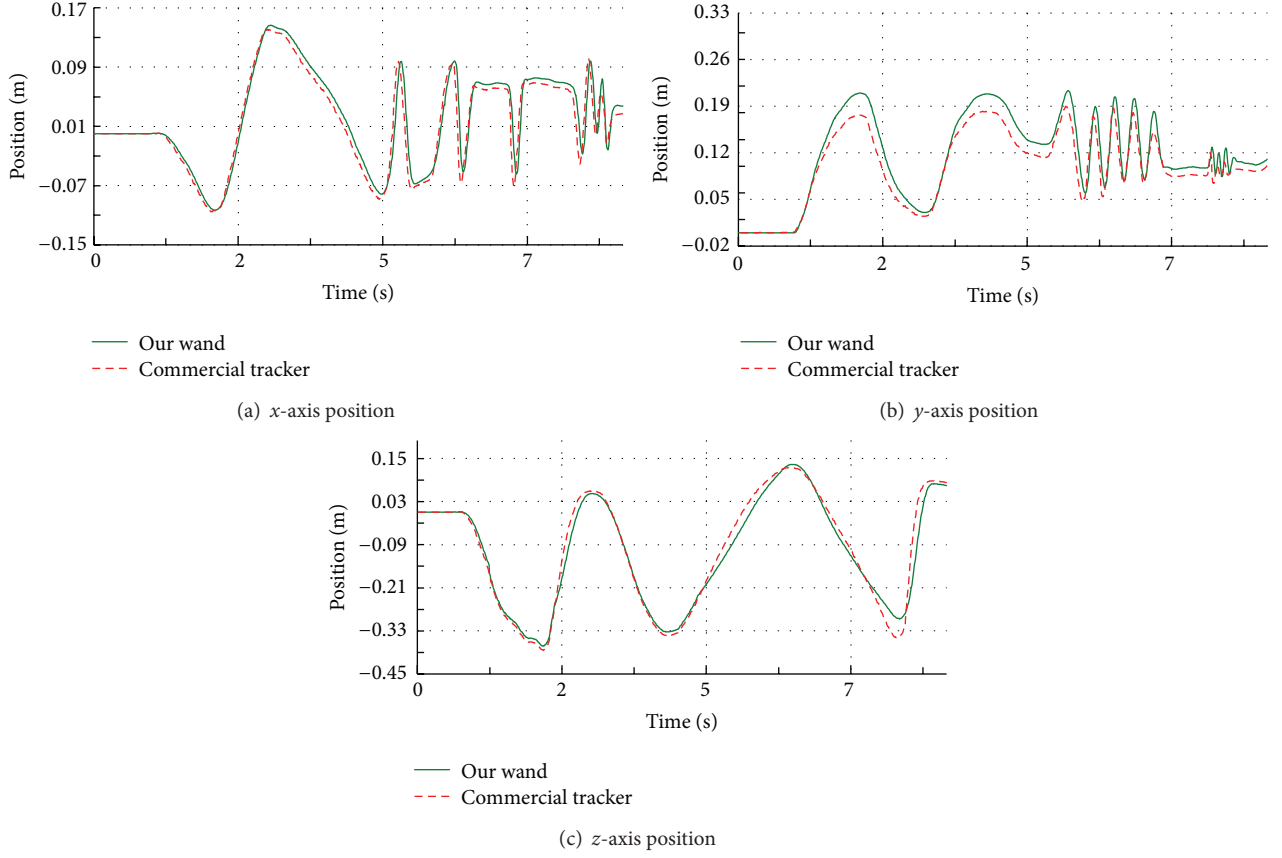 0.17
0.09
0.01
−0.07
−0.15
Position (m)
0 2 5 7
Time (s)
Our wand
Commercial tracker
(a) x-axis position
0.33
0.26
0.19
0.12
0.05
−0.02
Position (m)
0 2 5 7
Time (s)
Our wand
Commercial tracker
(b) y-axis position
0.15
0.03
−0.09
−0.21
−0.33
−0.45
Position (m)
0 2 5 7
Time (s)
Our wand
Commercial tracker
(c) z-axis position